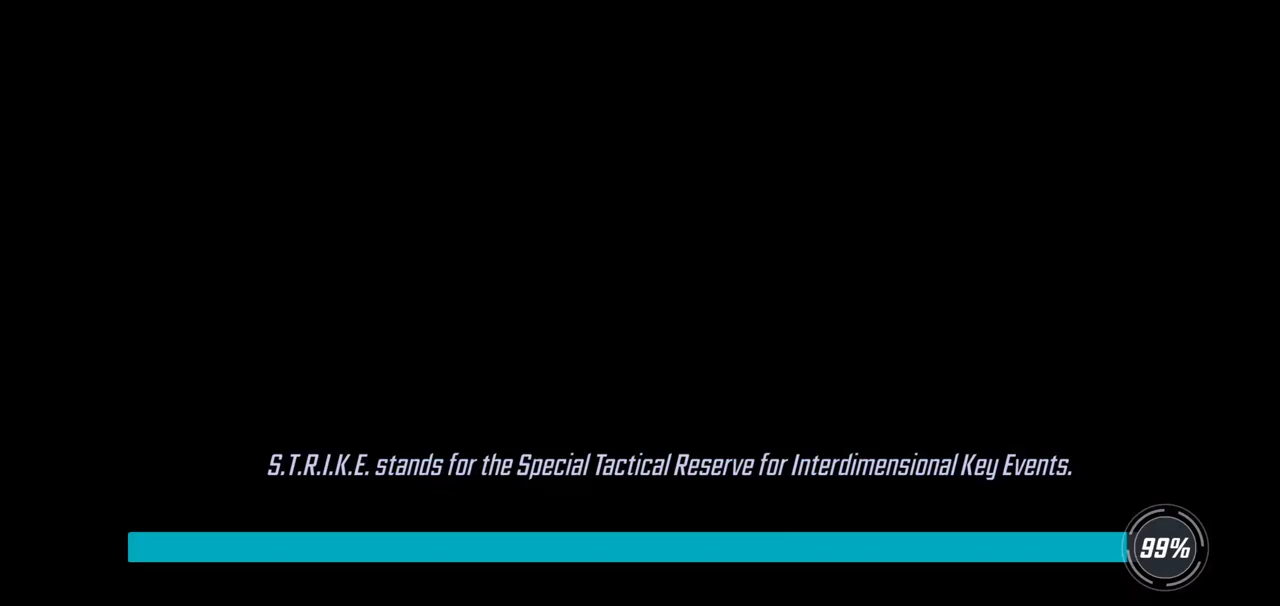 S.T.R.I.K.E. stands for the Special Tactical Reserve for Interdimensional Key Events.
99%